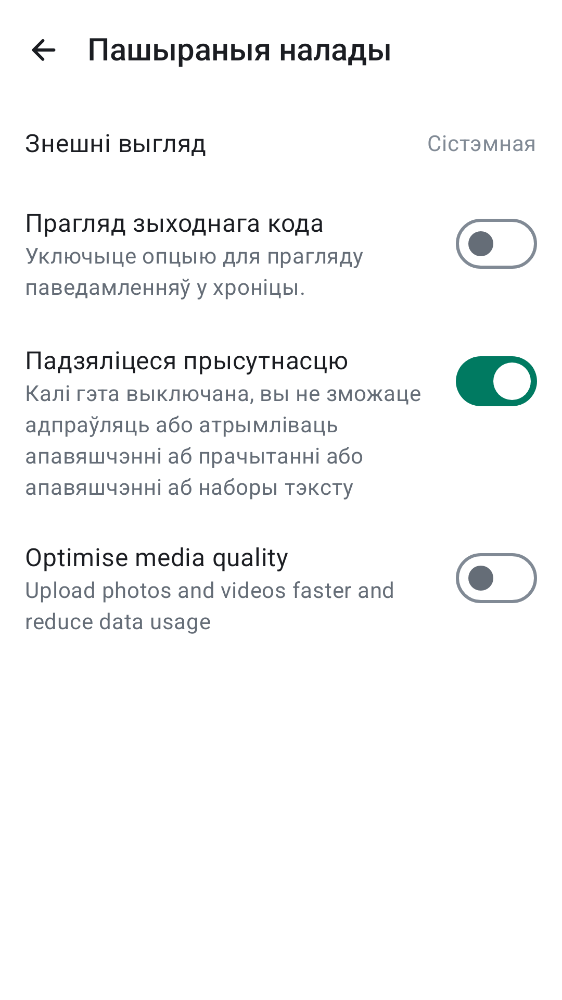 Пашыраныя налады
Знешні выгляд
Сістэмная
Прагляд зыходнага кода
Уключыце опцыю для прагляду
паведамленняў у хроніцы.
Падзяліцеся прысутнасцю
Калі гэта выключана, вы не зможаце
адпраўляць або атрымліваць
апавяшчэнні аб прачытанні або
апавяшчэнні аб наборы тэксту
Optimise media quality
Upload photos and videos faster and
reduce data usage